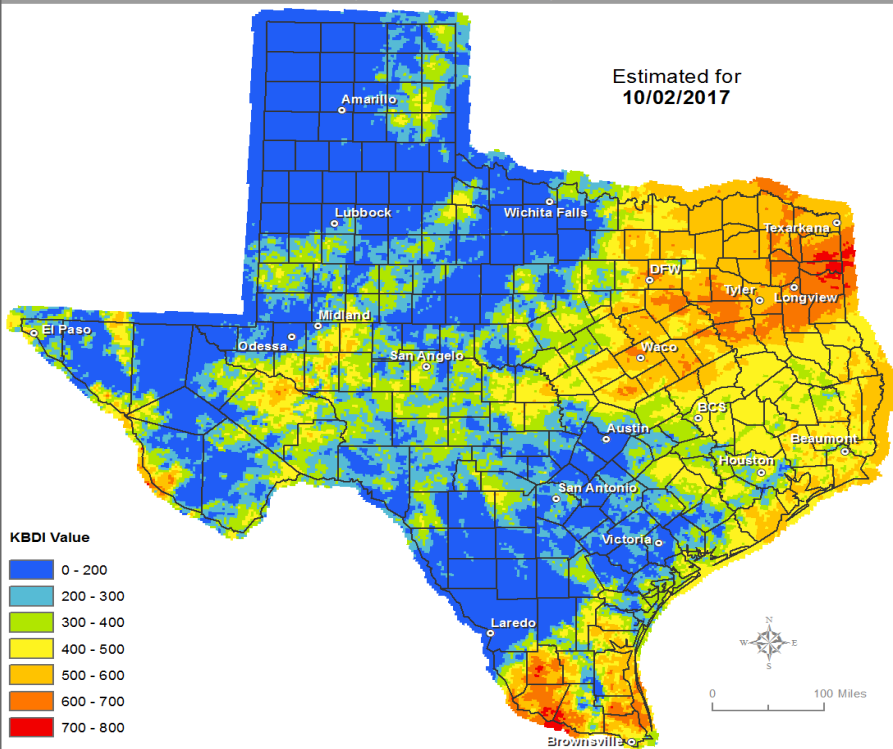 Estimated for
10/02/2017
Amarillo
Lubbock
Wichita Falls
Texarkana
DFW
Tyler
Longview
El Paso
Midland
Odessa
San Angelo
Waco
BCS
Austin
Beaumont
Houston
San Antonio
Victoria
Laredo
Brownsville
KBDI Value
0 - 200
200 - 300
300 - 400
400 - 500
500 - 600
600 - 700
700 - 800
N
W E
S
0 100 Miles